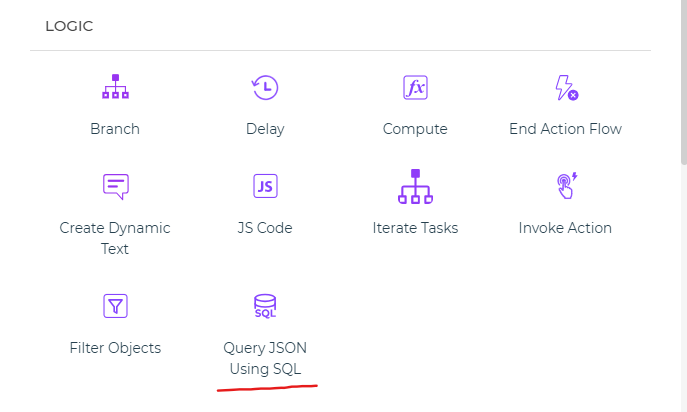 LOGIC
Branch
Delay
Compute
End Action Flow
Create Dynamic
Text
JS
JS Code
Iterate Tasks
Invoke Action
Filter Objects
SQL
Query JSON
Using SQL
fx